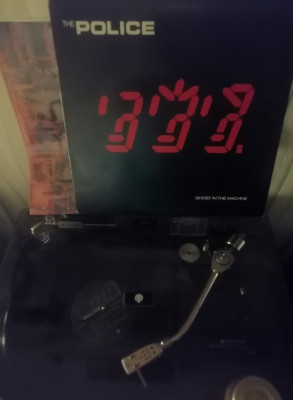 THE POLICE
GHOST IN THE MACHINE